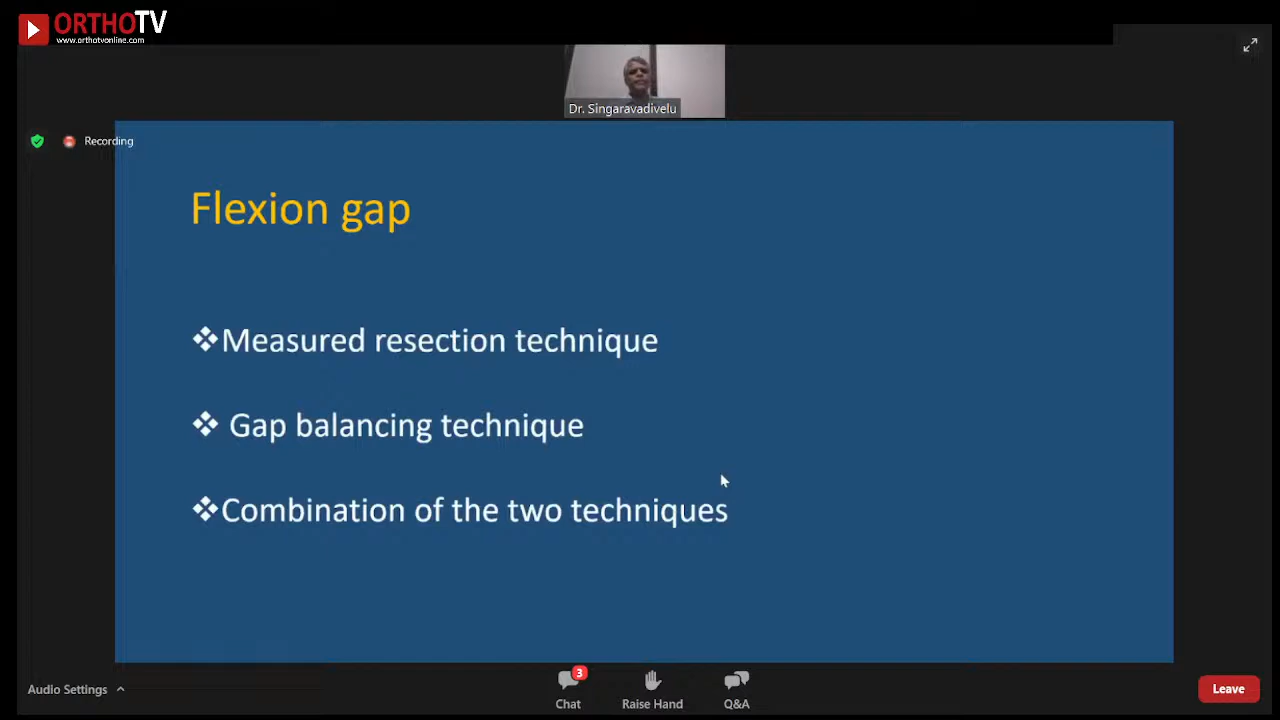 ORTHOTV
www.orthotvonline.com
Dr. Singaravadivelu
Recording
Flexion gap
❖Measured resection technique
❖ Gap balancing technique
❖Combination of the two techniques
Audio Settings
3
Chat
Raise Hand
Q&A
Leave